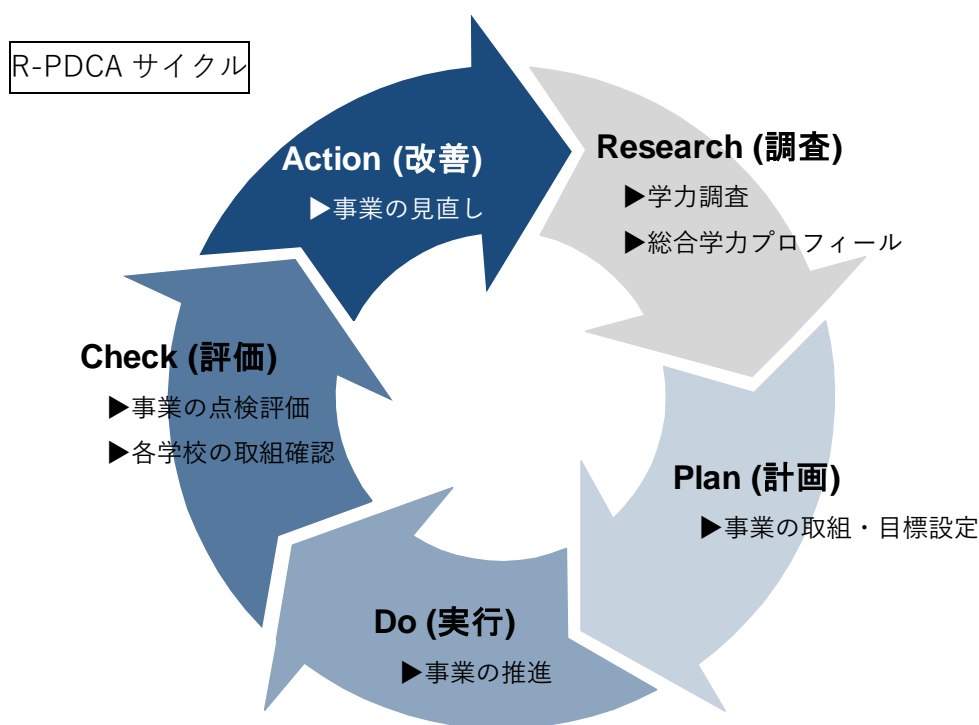 R-PDCA サイクル
Research (調査)
▶学力調査
▶総合学力プロフィール
Plan (計画)
▶事業の取組・目標設定
Do (実行)
▶事業の推進
Check (評価)
▶事業の点検評価
▶各学校の取組確認
Action (改善)
▶事業の見直し